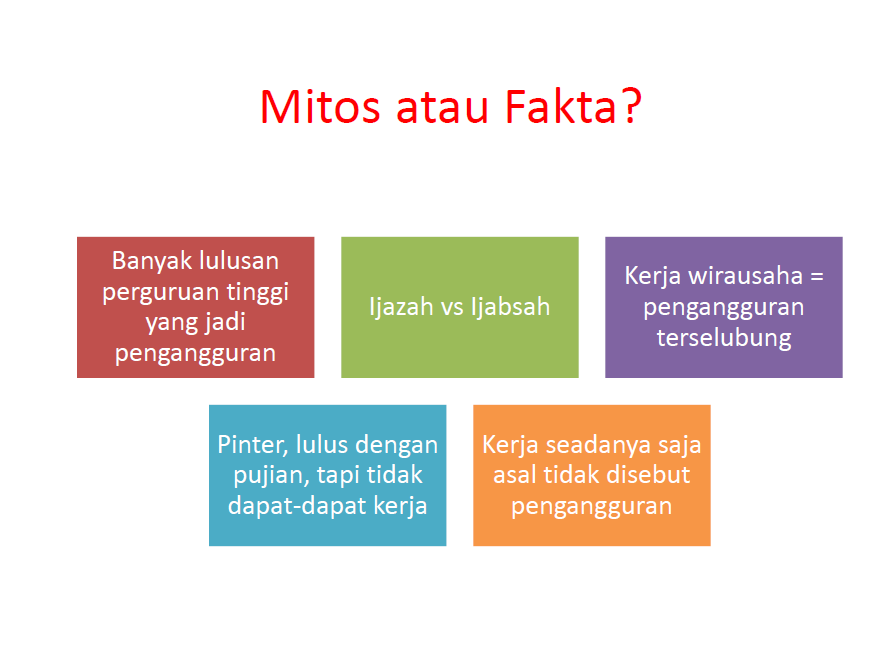 Mitos atau Fakta?
Banyak lulusan
perguruan tinggi
yang jadi
pengangguran
Ijazah vs Ijabsah
Kerja wirausaha =
pengangguran
terselubung
Pinter, lulus dengan
pujian, tapi tidak
dapat-dapat kerja
Kerja seadanya saja
asal tidak disebut
pengangguran